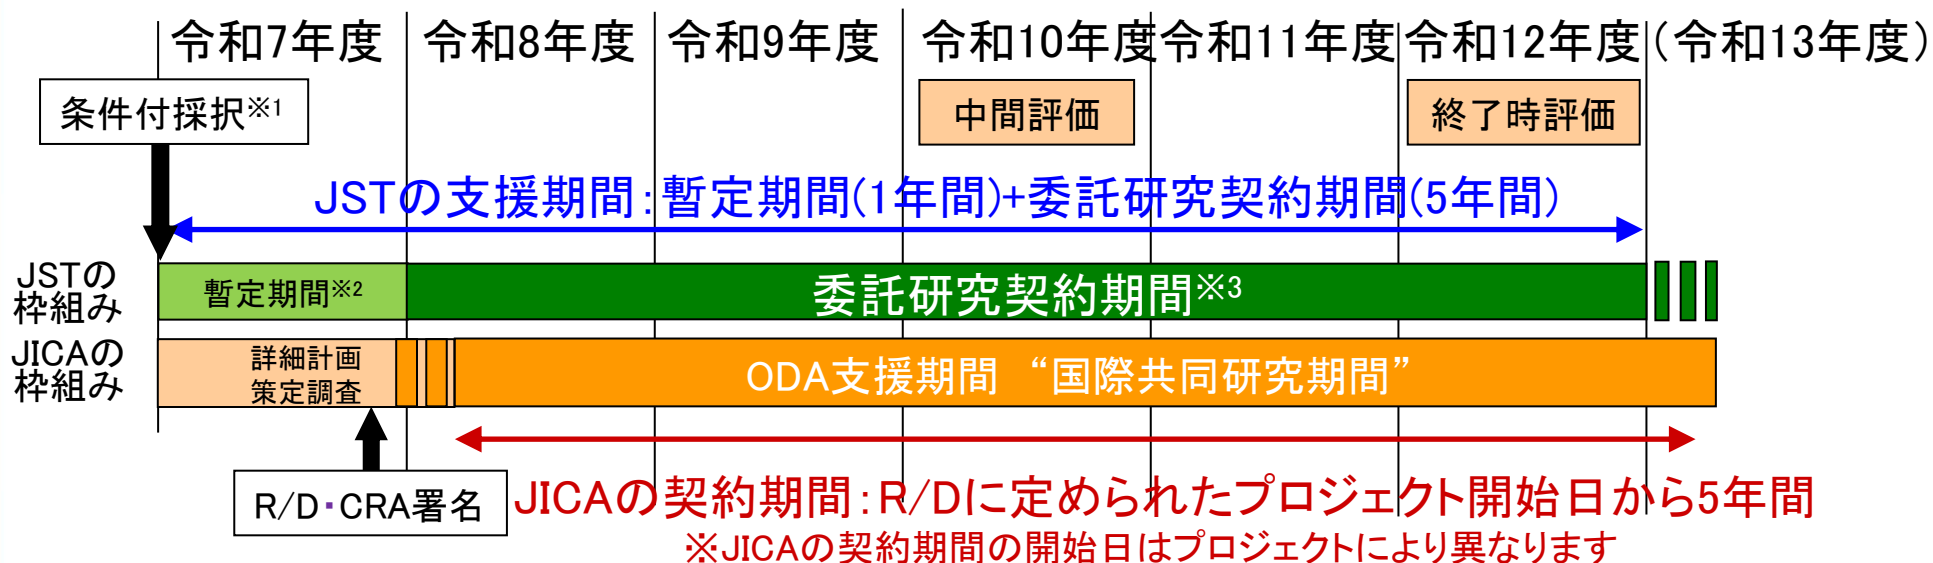 令和7年度 令和8年度 令和9年度 令和10年度 令和11年度 令和12年度 (令和13年度)
条件付採択※1
中間評価
終了時評価
JSTの支援期間:暫定期間(1年間)+委託研究契約期間(5年間)
JSTの
枠組み
暫定期間※2
委託研究契約期間※3
JICAの
枠組み
詳細計画
策定調査
ODA支援期間 “国際共同研究期間”
R/D・CRA署名
JICAの契約期間:R/Dに定められたプロジェクト開始日から5年間
※JICAの契約期間の開始日はプロジェクトにより異なります